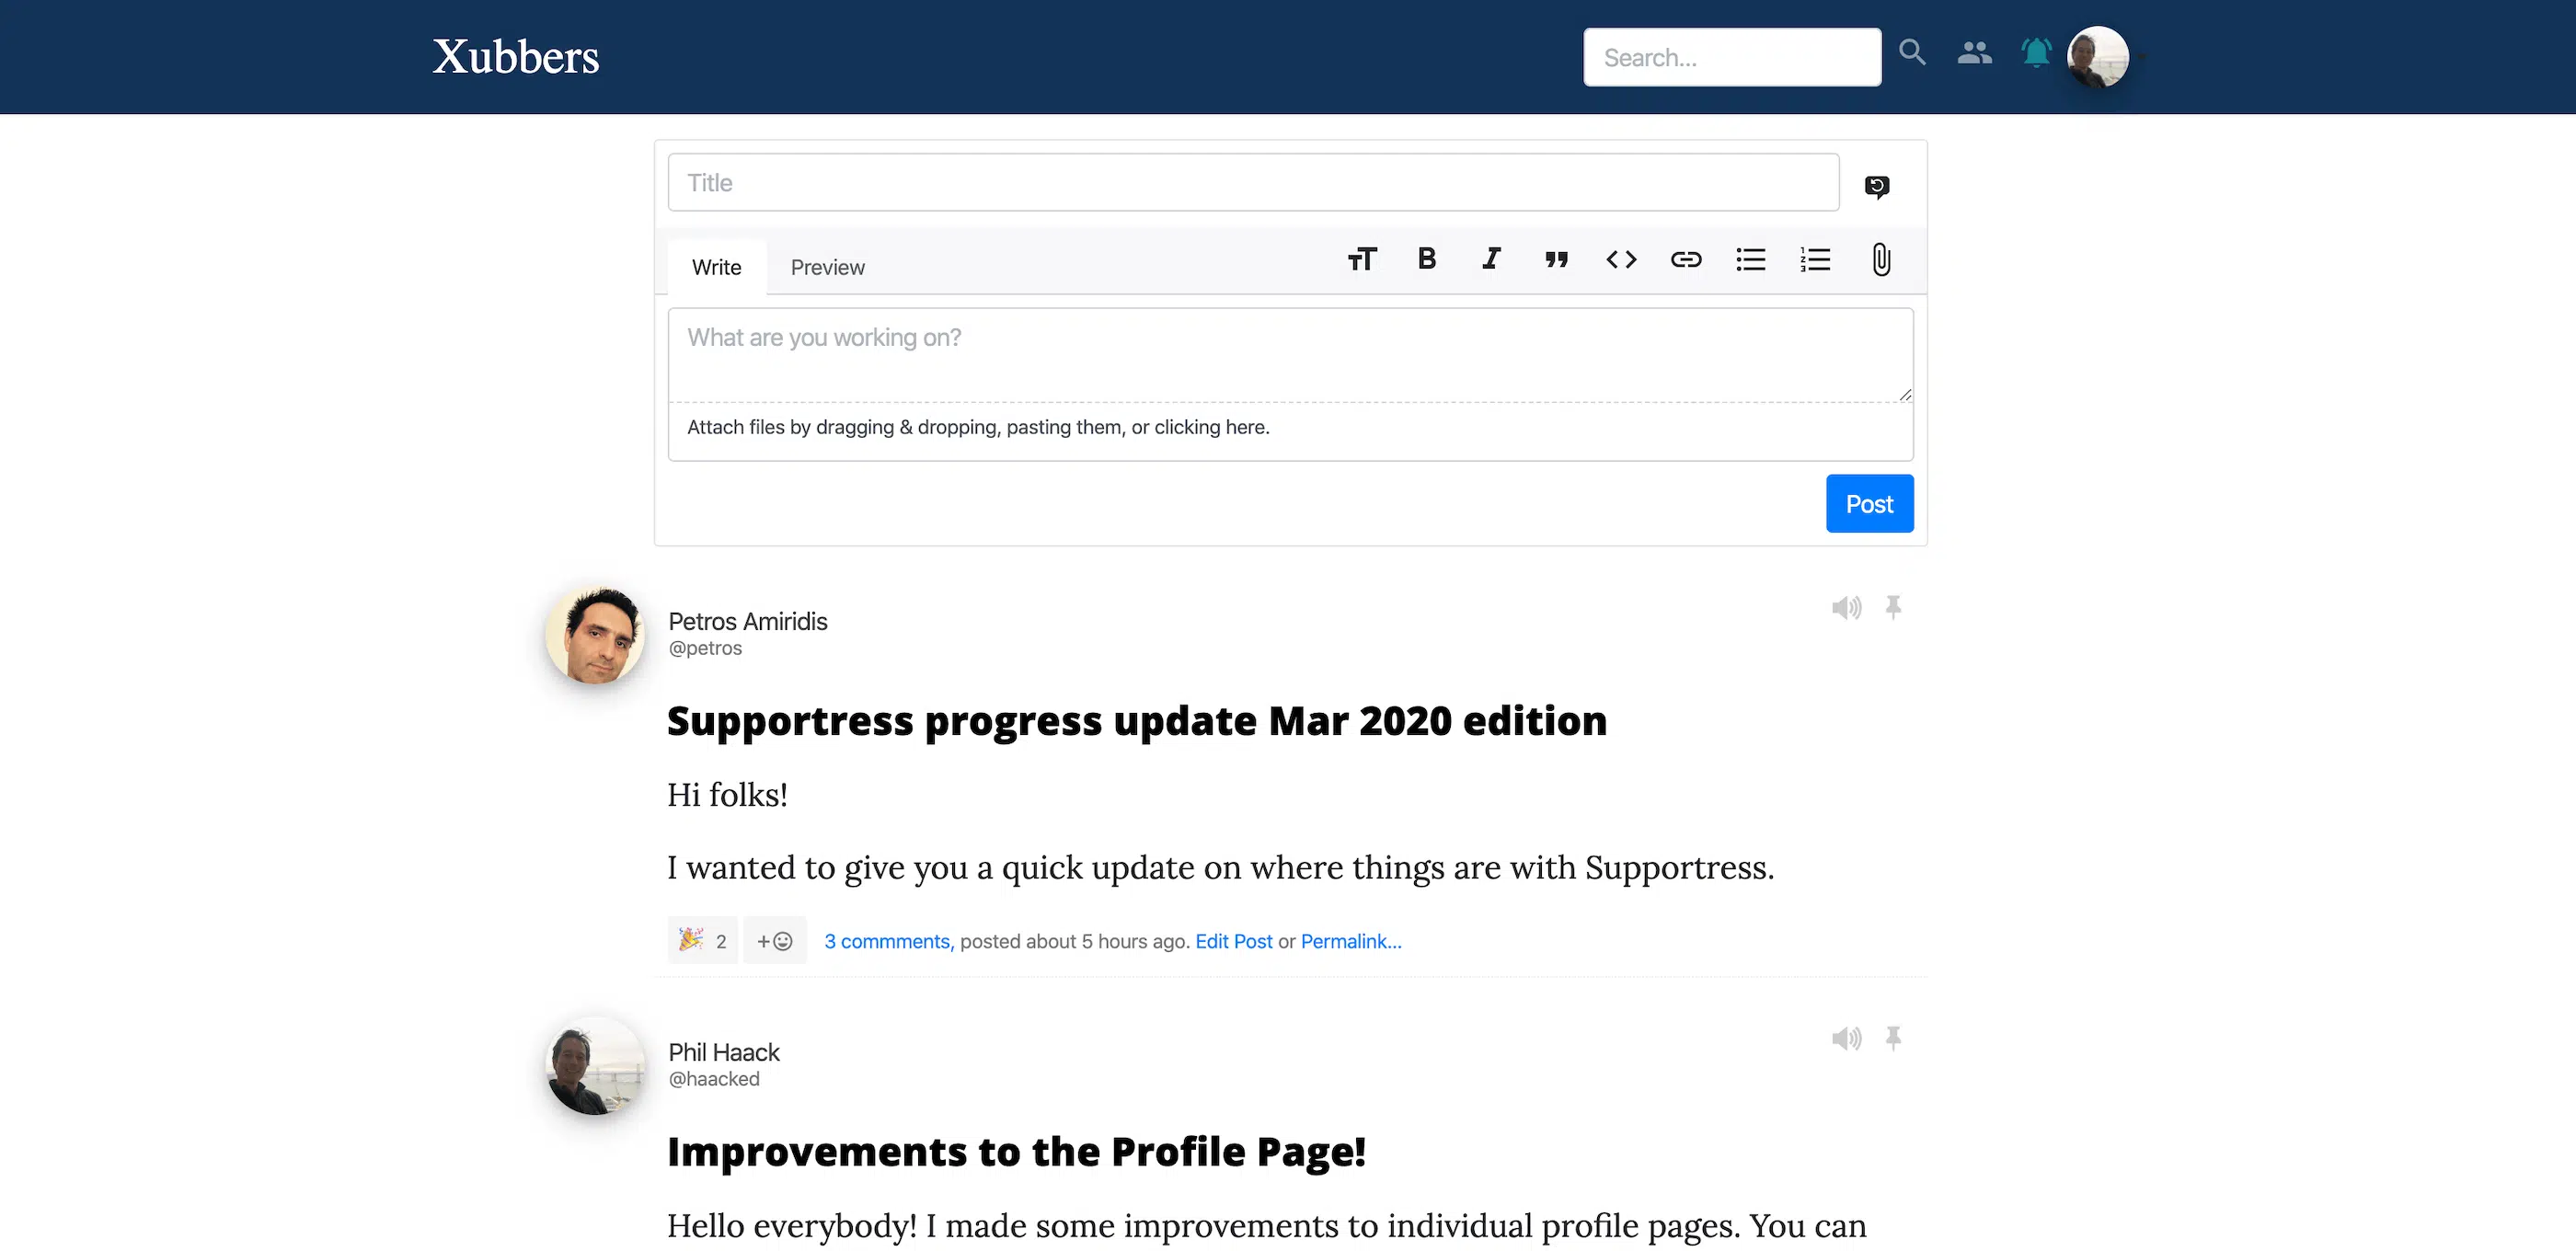 Xubbers
Search...
Title
Write
Preview
What are you working on?
Attach files by dragging & dropping, pasting them, or clicking here.
Post
Petros Amiridis
@petros
Supportress progress update Mar 2020 edition
Hi folks!
I wanted to give you a quick update on where things are with Supportress.
2
3 commments, posted about 5 hours ago. Edit Post or Permalink...
Phil Haack
@haacked
Improvements to the Profile Page!
Hello everybody! I made some improvements to individual profile pages. You can